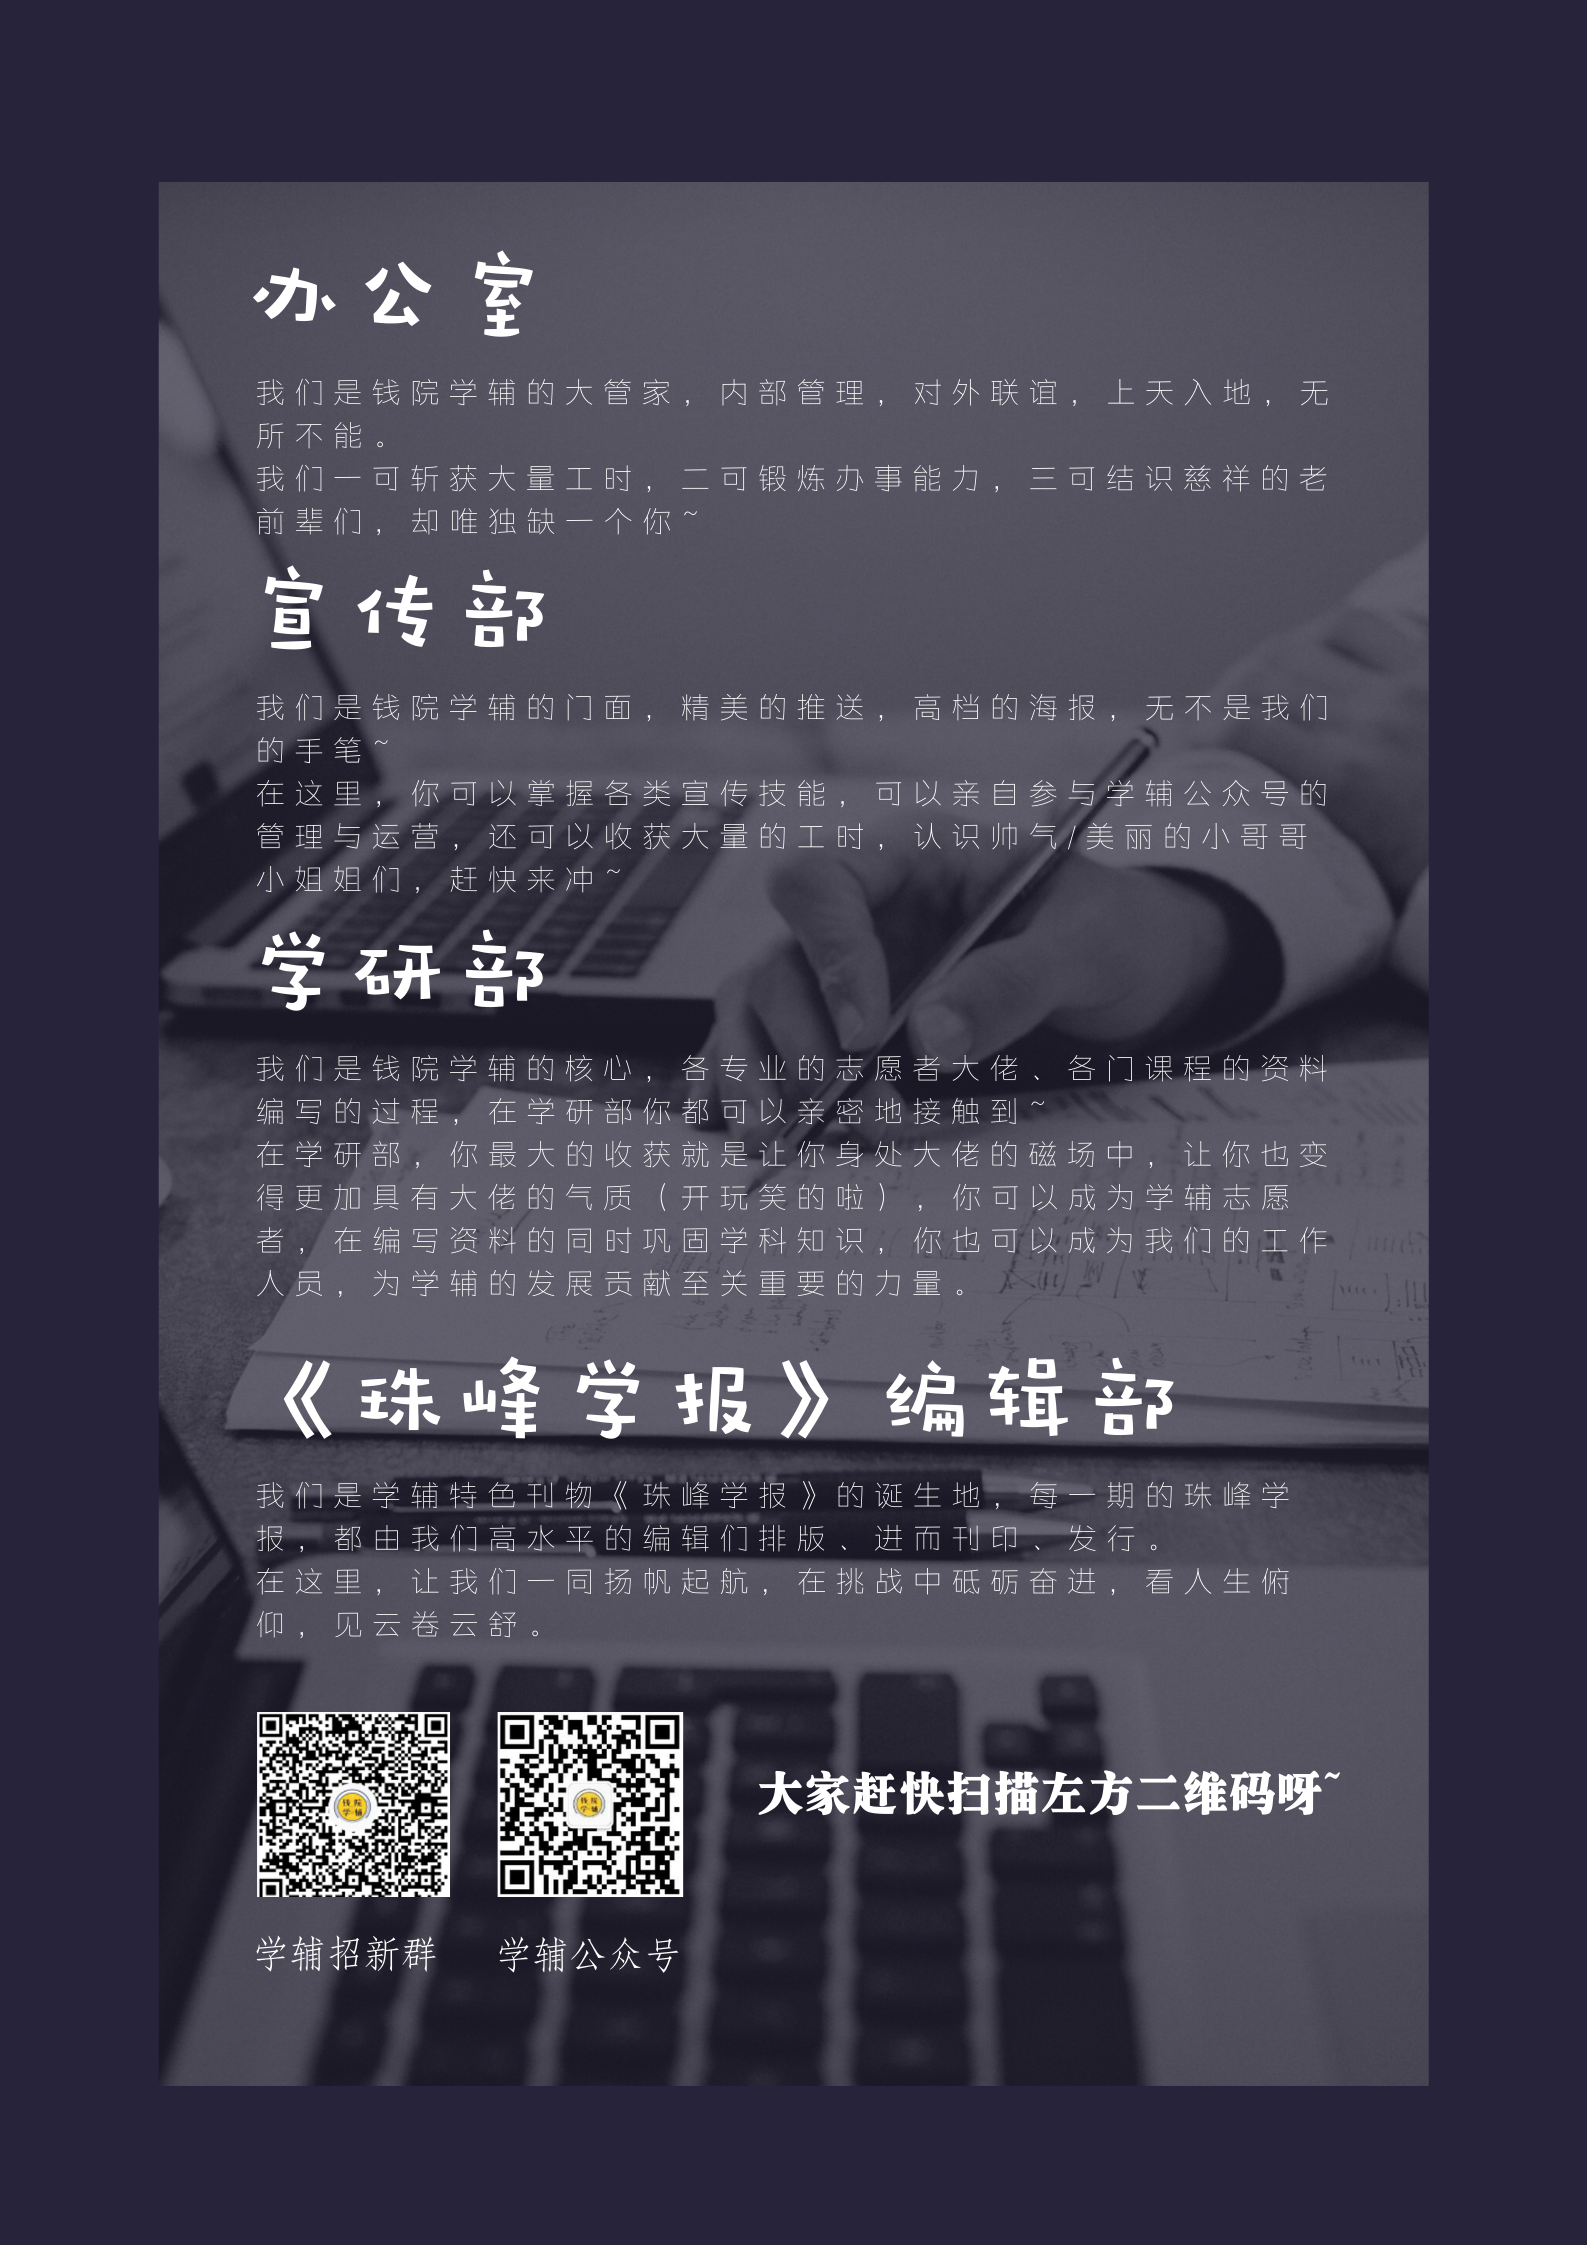 办公室
我们是钱院学辅的大管家，内部管理，对外联谊，上天入地，无
所不能。
我们一可斩获大量工时，二可锻炼办事能力，三可结识慈祥的老
前辈们，却唯独缺一个你~
宣传部
我们是钱院学辅的门面，精美的推送，高档的海报，无不是我们
的手笔~
在这里，你可以掌握各类宣传技能，可以亲自参与学辅公众号的
管理与运营，还可以收获大量的工时，认识帅气/美丽的小哥哥
小姐姐们，赶快来冲~
学研部
我们是钱院学辅的核心，各专业的志愿者大佬、各门课程的资料
编写的过程，在学研部你都可以亲密地接触到~
在学研部，你最大的收获就是让你身处大佬的磁场中，让你也变
得更加具有大佬的气质（开玩笑的啦），你可以成为学辅志愿
者，在编写资料的同时巩固学科知识，你也可以成为我们的工作
人员，为学辅的发展贡献至关重要的力量。
《珠峰学报》编辑部
我们是学辅特色刊物《珠峰学报》的诞生地，每一期的珠峰学
报，都由我们高水平的编辑们排版、进而刊印、发行。
在这里，让我们一同扬帆起航，在挑战中砥砺奋进，看人生俯
仰，见云卷云舒。
钱院
学辅
钱院
学辅
大家赶快扫描左方二维码呀~
学辅招新群
学辅公众号